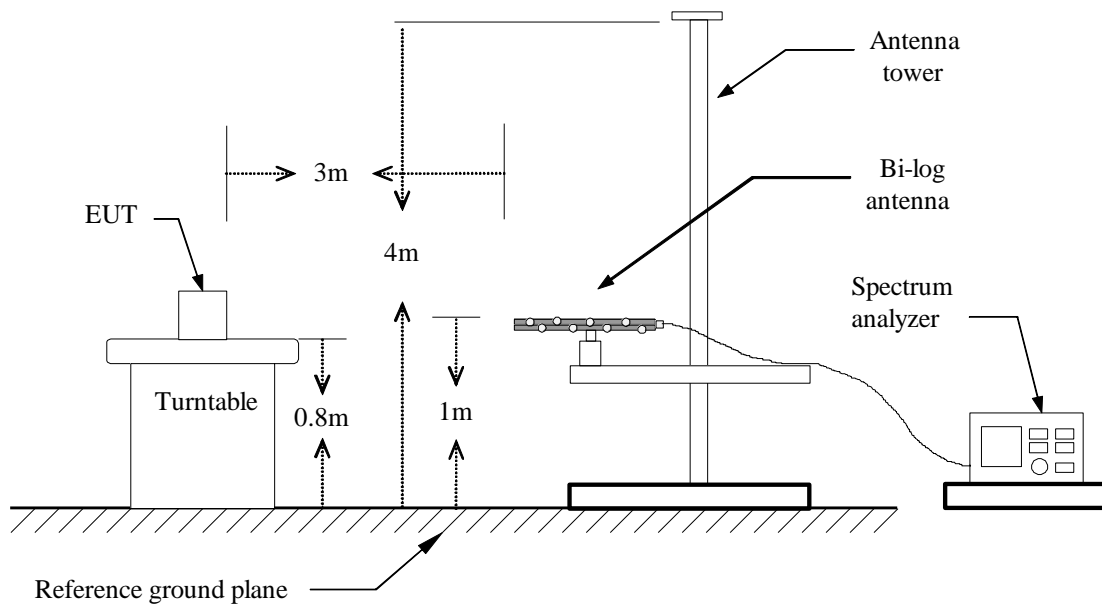 Antenna
tower
3m
Bi-log
antenna
EUT
4m
Spectrum
analyzer
Turntable
0.8m
1m
Reference ground plane